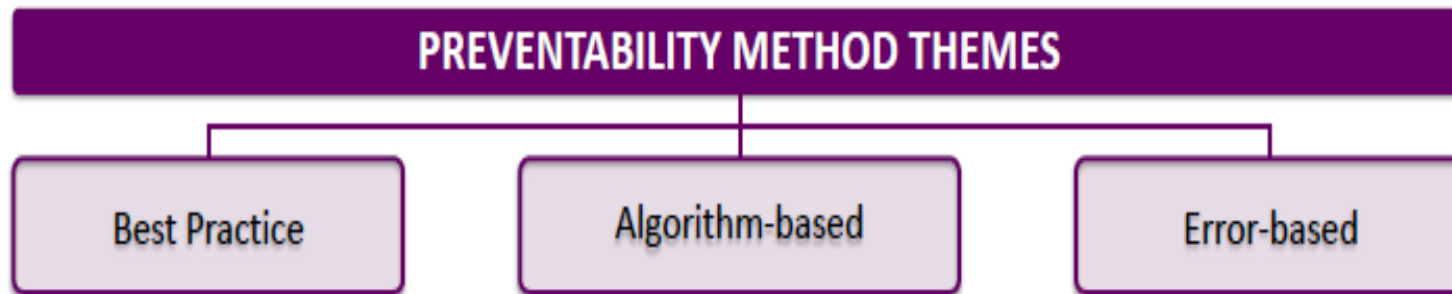 PREVENTABILITY METHOD THEMES
Best Practice
Algorithm-based
Error-based